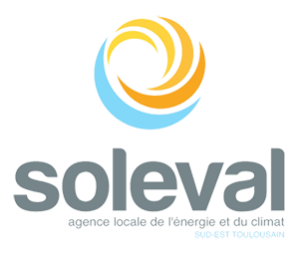 soleval
agence locale de l'énergie et du climat
SUD-EST TOULOUSAIN